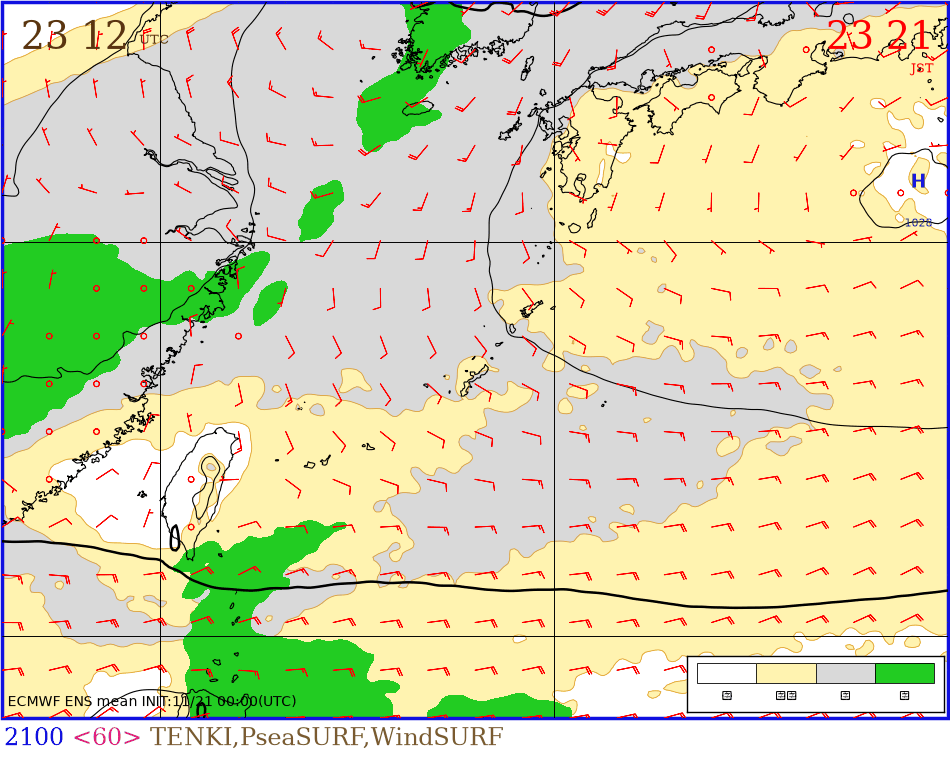 23 12 UTC
23 21
JST
H
1028
ECMWF ENS mean INIT:11/21 00:00(UTC)
2100 <60> TENKI,PseaSURF,WindSURF